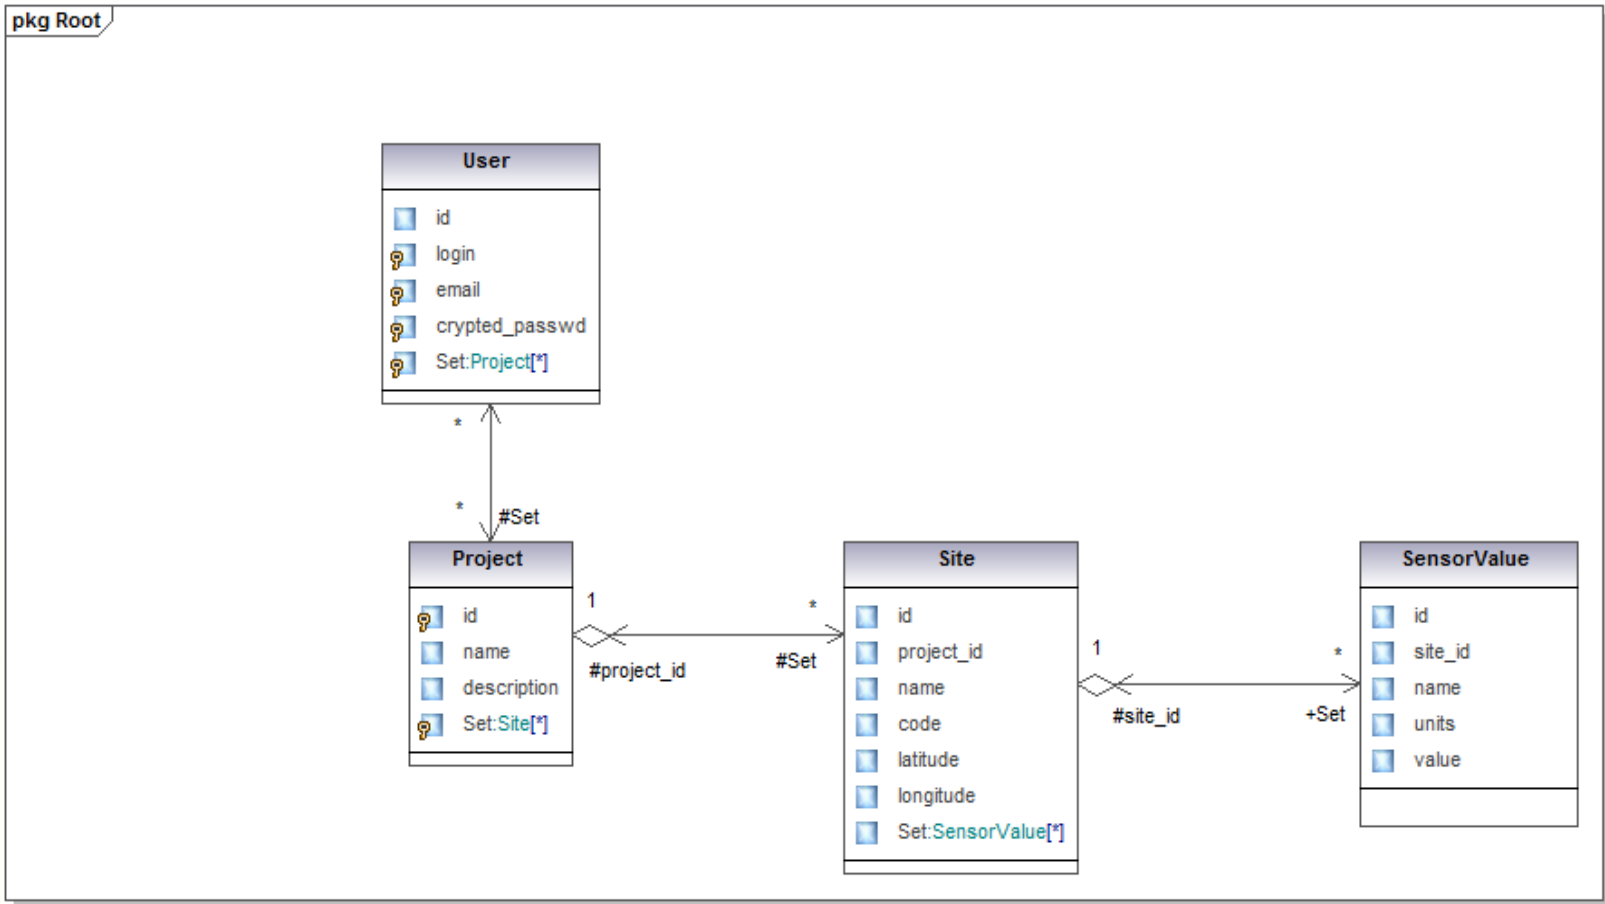 pkg Root
User
id
login
email
crypted_passwd
Set:Project[*]
*
*
#Set
Project
id
name
description
Set:Site[*]
1
*
#project_id
#Set
Site
id
project_id
name
code
latitude
longitude
Set:SensorValue[*]
1
*
#site_id
+Set
SensorValue
id
site_id
name
units
value